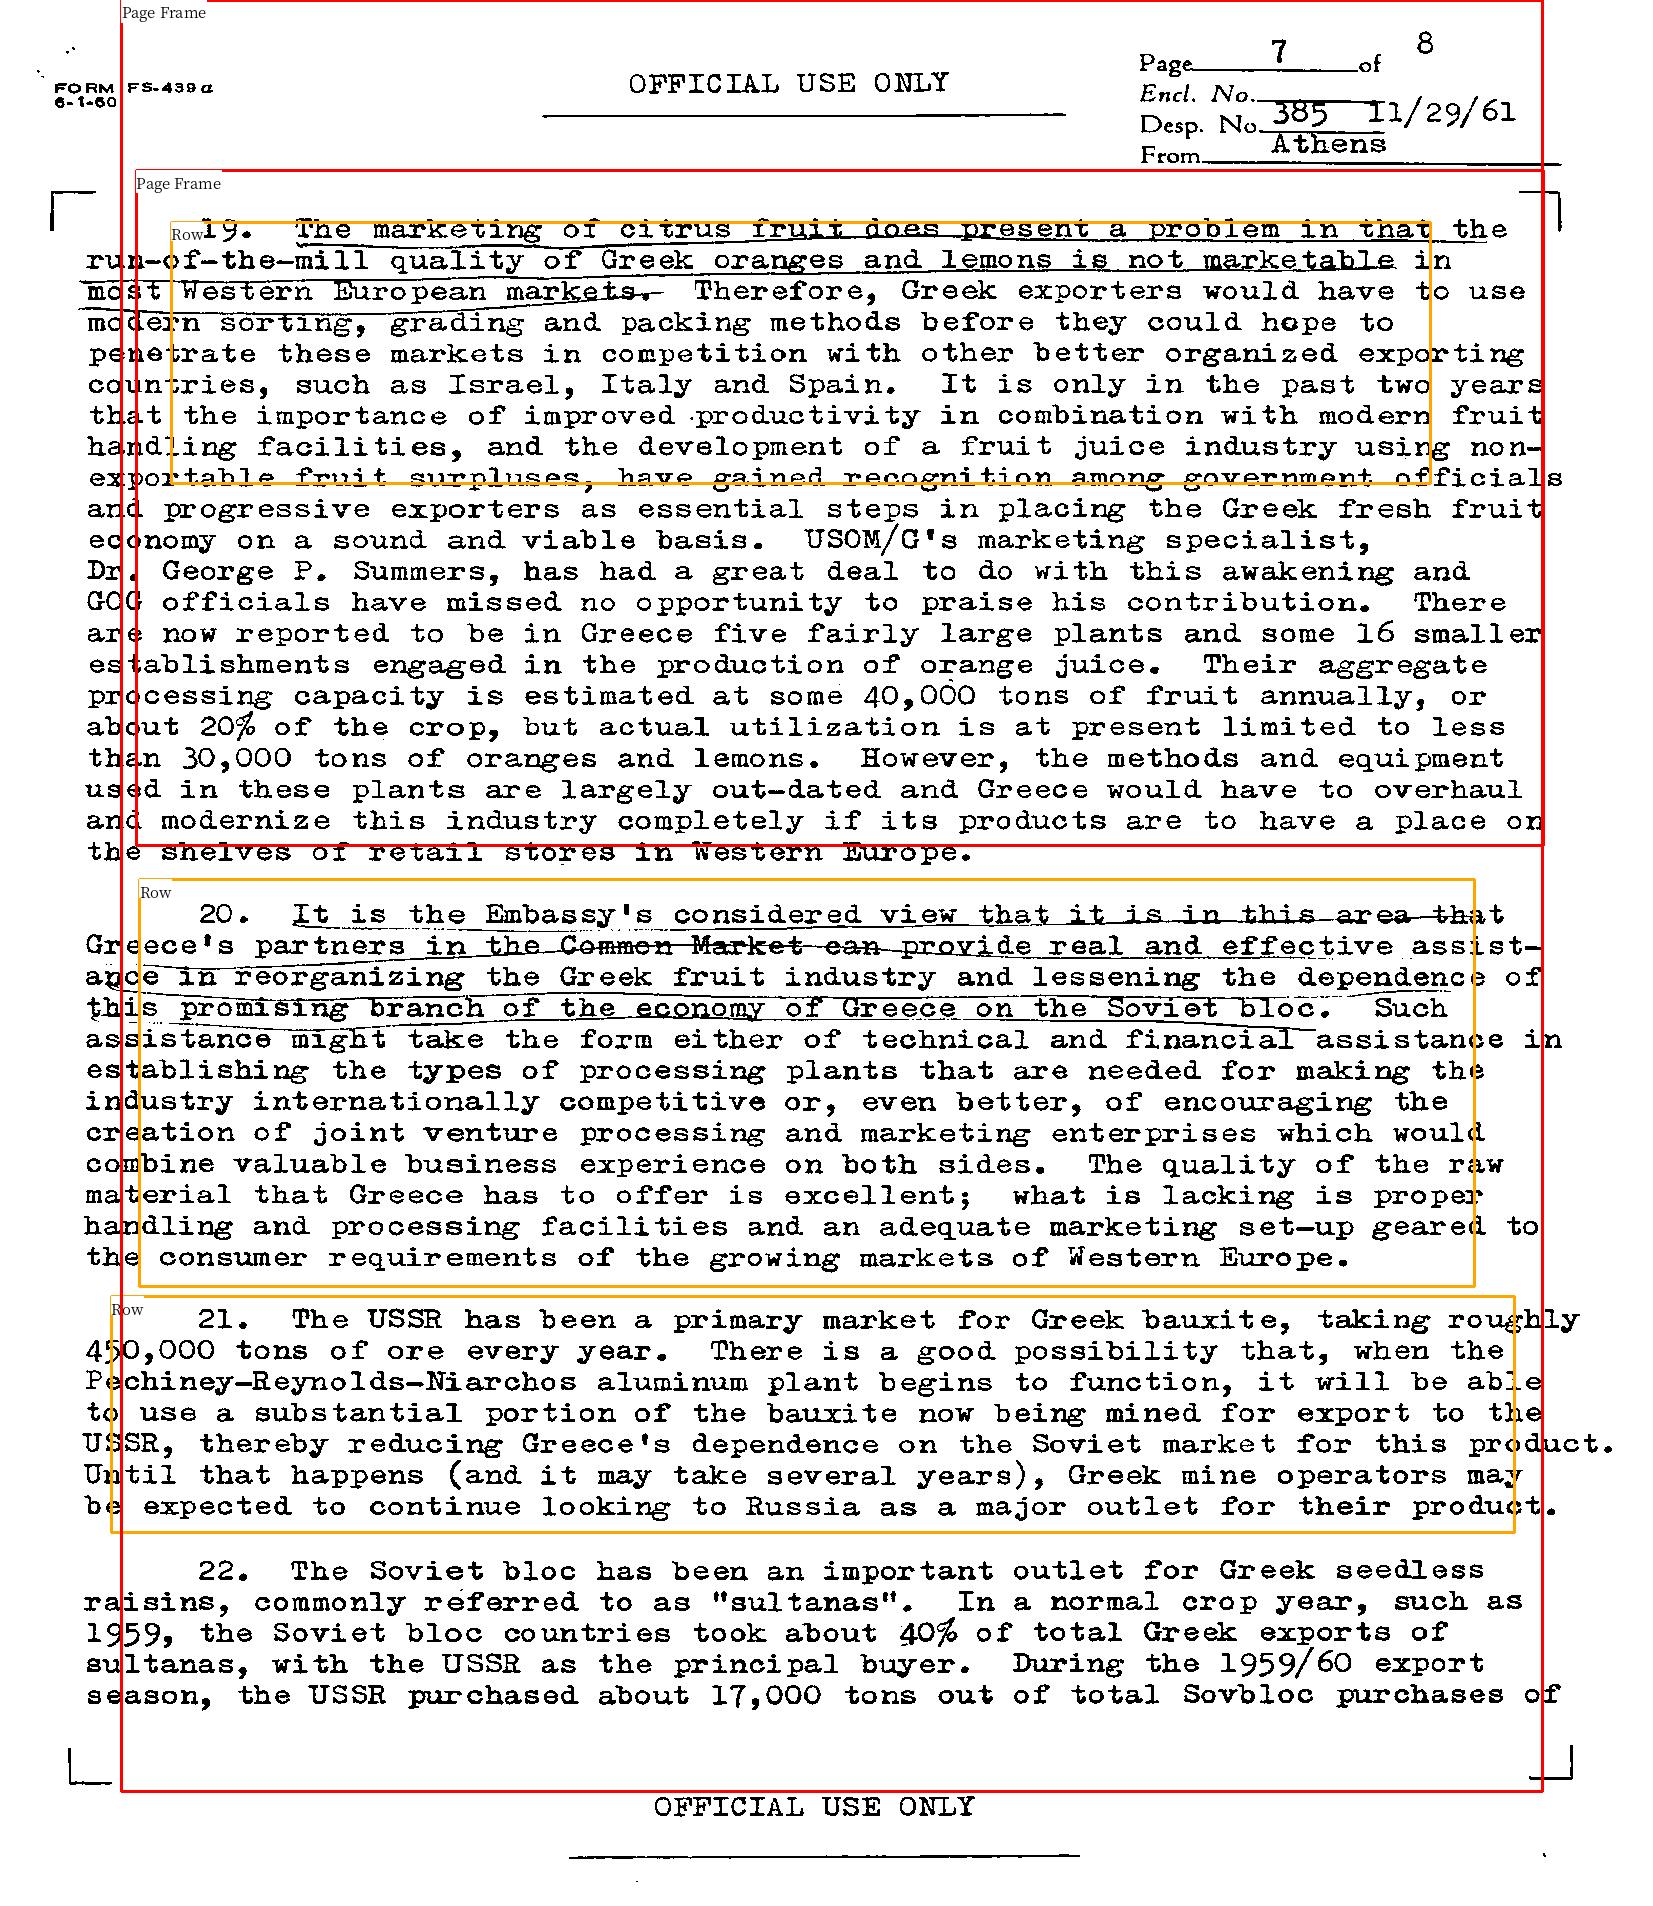 Page Frame
Page 7 of 8
FORM FS-439a
6-1-60
OFFICIAL USE ONLY
Encl. No.
Desp. No. 385 11/29/61
From Athens
Page Frame
Row
19. The marketing of citrus fruit does present a problem in that the
run-of-the-mill quality of Greek oranges and lemons is not marketable in
most Western European markets. Therefore, Greek exporters would have to use
modern sorting, grading and packing methods before they could hope to
penetrate these markets in competition with other better organized exporting
countries, such as Israel, Italy and Spain. It is only in the past two years
that the importance of improved productivity in combination with modern fruit
handling facilities, and the development of a fruit juice industry using non-
exportable fruit surpluses, have gained recognition among government officials
and progressive exporters as essential steps in placing the Greek fresh fruit
economy on a sound and viable basis. USOM/G's marketing specialist,
Dr. George P. Summers, has had a great deal to do with this awakening and
GOG officials have missed no opportunity to praise his contribution. There
are now reported to be in Greece five fairly large plants and some 16 smaller
establishments engaged in the production of orange juice. Their aggregate
processing capacity is estimated at some 40,000 tons of fruit annually, or
about 20% of the crop, but actual utilization is at present limited to less
than 30,000 tons of oranges and lemons. However, the methods and equipment
used in these plants are largely out-dated and Greece would have to overhaul
and modernize this industry completely if its products are to have a place on
the shelves of retail stores in Western Europe.
Row
20. It is the Embassy's considered view that it is in this area that
Greece's partners in the Common Market can provide real and effective assist-
ance in reorganizing the Greek fruit industry and lessening the dependence of
this promising branch of the economy of Greece on the Soviet bloc. Such
assistance might take the form either of technical and financial assistance in
establishing the types of processing plants that are needed for making the
industry internationally competitive or, even better, of encouraging the
creation of joint venture processing and marketing enterprises which would
combine valuable business experience on both sides. The quality of the raw
material that Greece has to offer is excellent; what is lacking is proper
handling and processing facilities and an adequate marketing set-up geared to
the consumer requirements of the growing markets of Western Europe.
Row
21. The USSR has been a primary market for Greek bauxite, taking roughly
450,000 tons of ore every year. There is a good possibility that, when the
Pechiney-Reynolds-Niarchos aluminum plant begins to function, it will be able
to use a substantial portion of the bauxite now being mined for export to the
USSR, thereby reducing Greece's dependence on the Soviet market for this product.
Until that happens (and it may take several years), Greek mine operators may
be expected to continue looking to Russia as a major outlet for their product.
22. The Soviet bloc has been an important outlet for Greek seedless
raisins, commonly referred to as "sultanas". In a normal crop year, such as
1959, the Soviet bloc countries took about 40% of total Greek exports of
sultanas, with the USSR as the principal buyer. During the 1959/60 export
season, the USSR purchased about 17,000 tons out of total Sovbloc purchases of
OFFICIAL USE ONLY